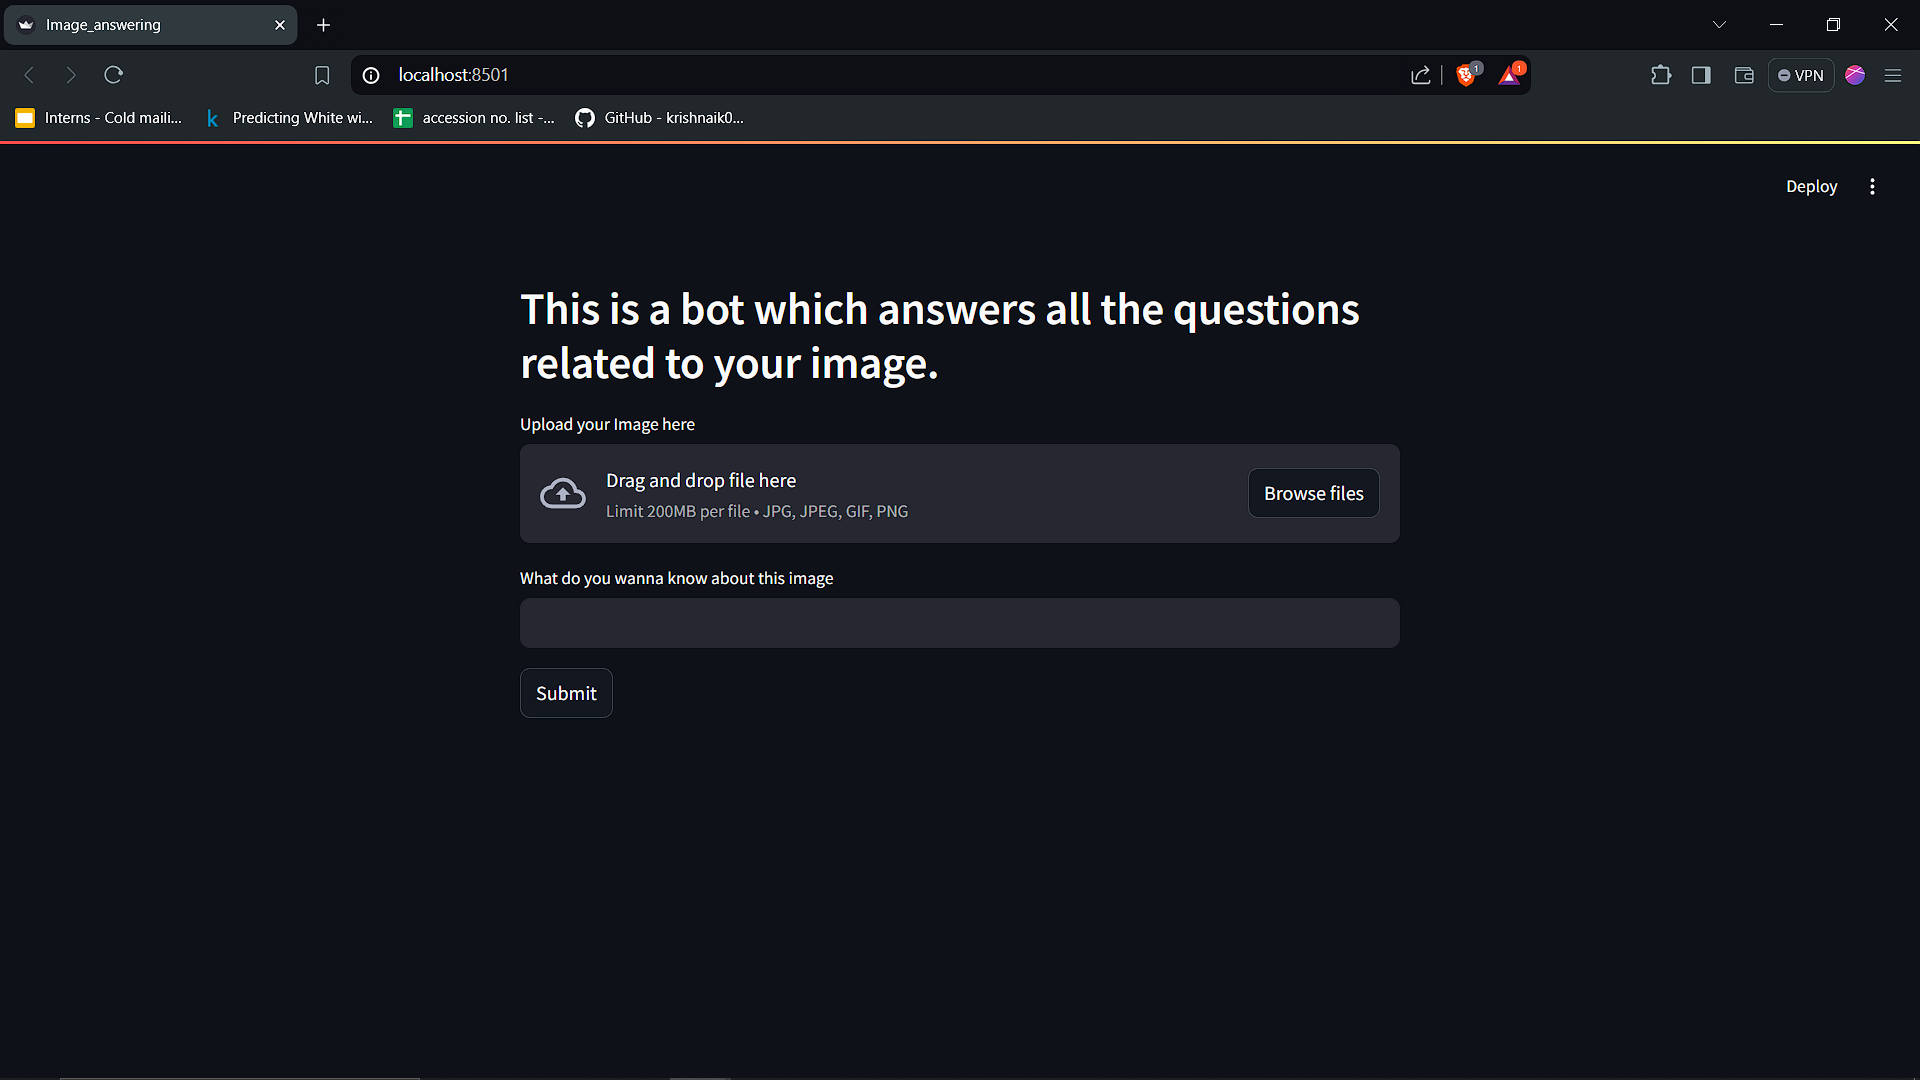 Image_answering
localhost:8501
1
1
VPN
Interns - Cold maili...
Predicting White wi...
accession no. list -...
GitHub - krishnaik0...
Deploy
This is a bot which answers all the questions
related to your image.
Upload your Image here
Drag and drop file here
Limit 200MB per file • JPG, JPEG, GIF, PNG
Browse files
What do you wanna know about this image
Submit